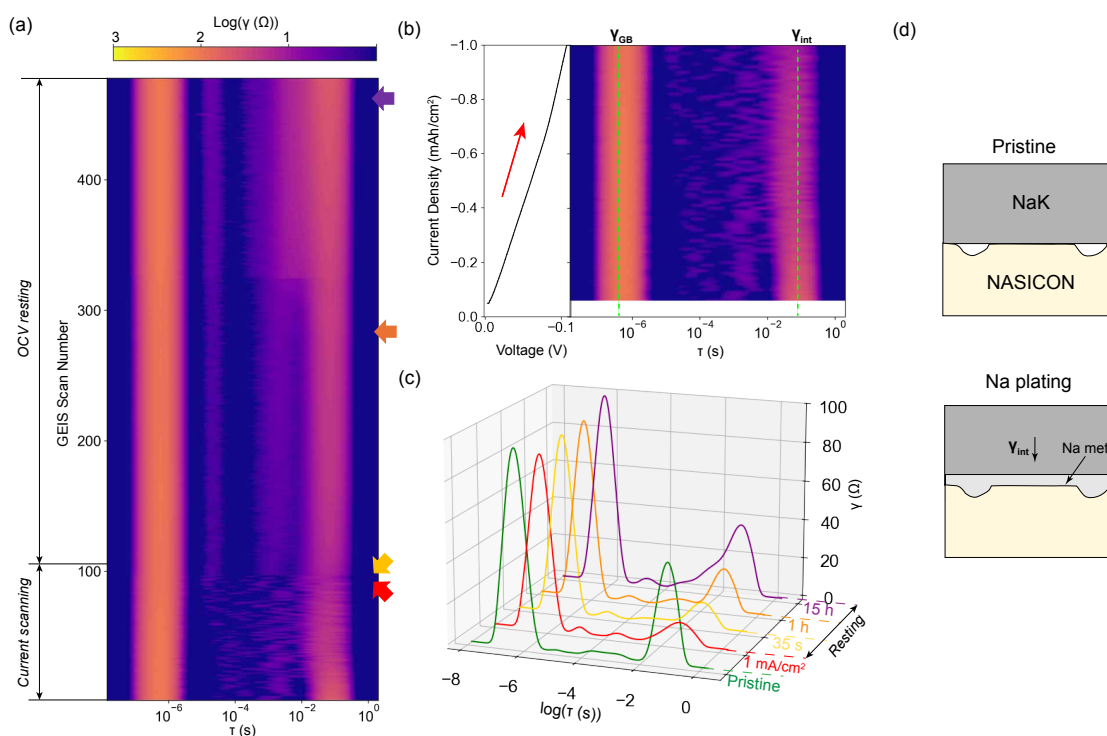 (a)
Log(γ (Ω))
3 2 1
OCV resting
Current scanning
GEIS Scan Number
400
300
200
100
10⁻⁶ 10⁻⁴ 10⁻² 10⁰
τ (s)
(b)
γGB γint
Current Density (mAh/cm²)
-1.0
-0.8
-0.6
-0.4
-0.2
0.0
0.0 -0.1
Voltage (V)
10⁻⁶ 10⁻⁴ 10⁻² 10⁰
τ (s)
(c)
100
80
60
40
20
0
γ (Ω)
−8 −6 −4 −2 0
log(τ (s))
15 h
1 h
35 s
1 mA/cm²
Pristine
Resting
(d)
Pristine
NaK
NASICON
Na plating
γint
Na met